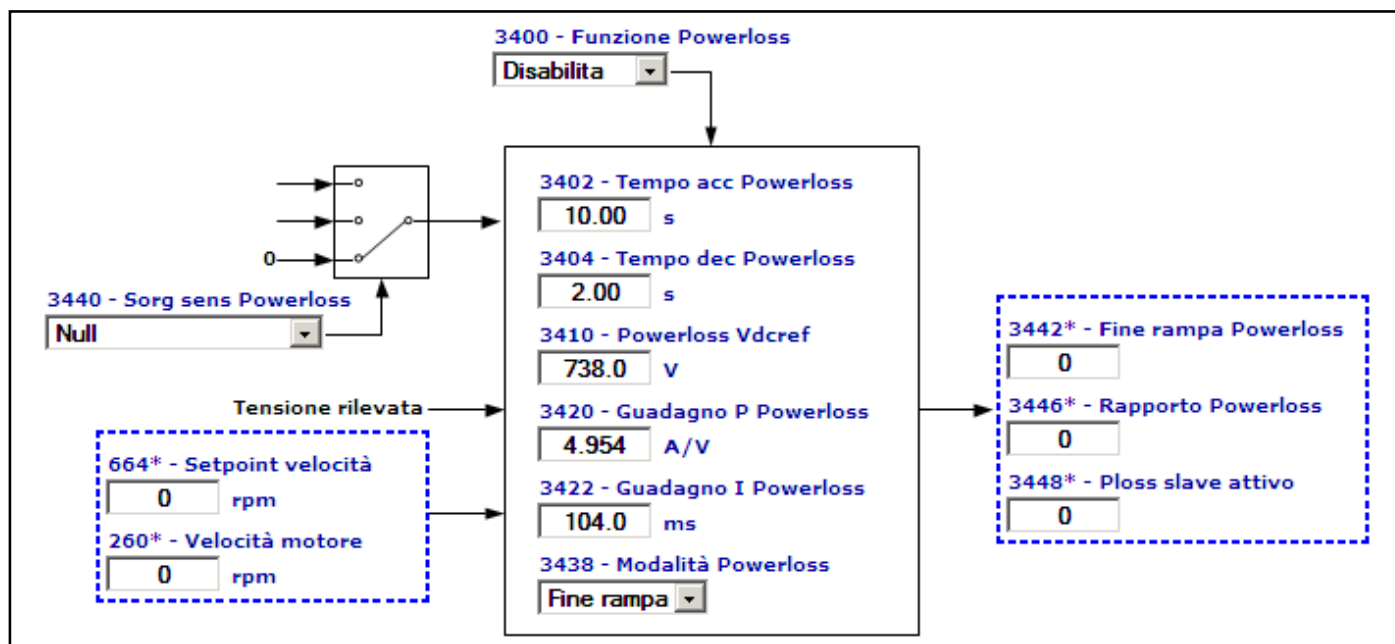 3400 - Funzione Powerloss
Disabilita
3402 - Tempo acc Powerloss
10.00 s
3404 - Tempo dec Powerloss
2.00 s
0
3440 - Sorg sens Powerloss
Null
3410 - Powerloss Vdcref
738.0 V
Tensione rilevata
3420 - Guadagno P Powerloss
4.954 A/V
664* - Setpoint velocità
0 rpm
3422 - Guadagno I Powerloss
104.0 ms
260* - Velocità motore
0 rpm
3438 - Modalità Powerloss
Fine rampa
3442* - Fine rampa Powerloss
0
3446* - Rapporto Powerloss
0
3448* - Ploss slave attivo
0